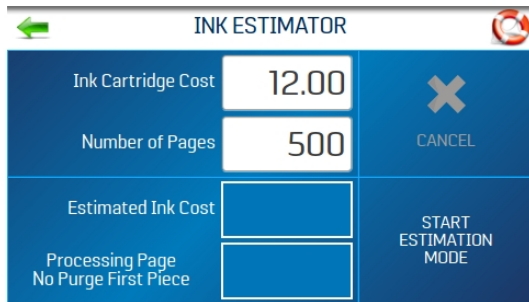 INK ESTIMATOR
Ink Cartridge Cost
12.00
Number of Pages
500
CANCEL
Estimated Ink Cost
Processing Page
No Purge First Piece
START
ESTIMATION
MODE